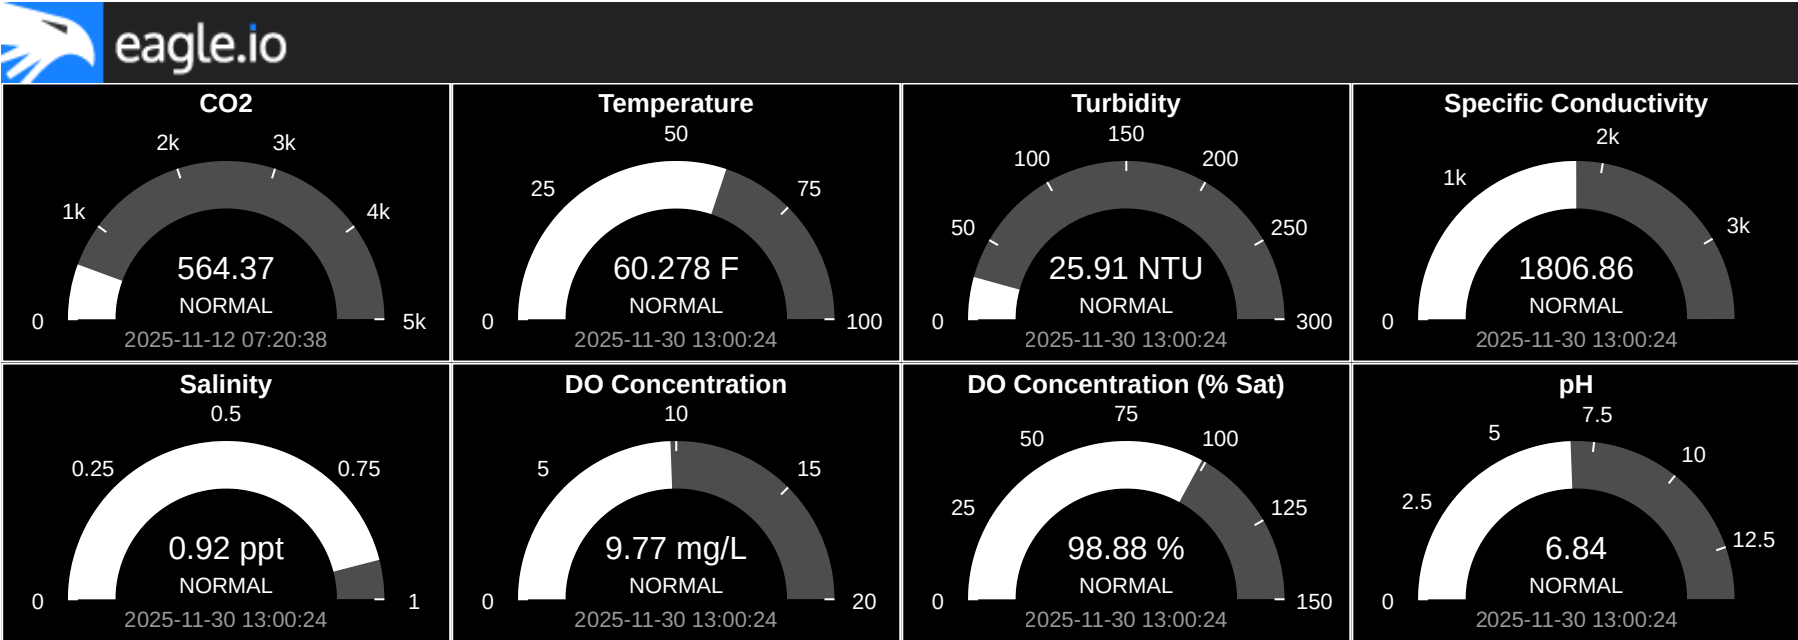 eagle.io
CO2
2k
3k
1k
4k
564.37
NORMAL
0
5k
2025-11-12 07:20:38
Temperature
50
25
75
60.278 F
NORMAL
0
100
2025-11-30 13:00:24
Turbidity
150
100
200
50
250
25.91 NTU
NORMAL
0
300
2025-11-30 13:00:24
Specific Conductivity
2k
1k
3k
1806.86
NORMAL
0
2025-11-30 13:00:24
Salinity
0.5
0.25
0.75
0.92 ppt
NORMAL
0
1
2025-11-30 13:00:24
DO Concentration
10
5
15
9.77 mg/L
NORMAL
0
20
2025-11-30 13:00:24
DO Concentration (% Sat)
75
50
100
25
125
98.88 %
NORMAL
0
150
2025-11-30 13:00:24
pH
7.5
5
10
2.5
12.5
6.84
NORMAL
0
2025-11-30 13:00:24